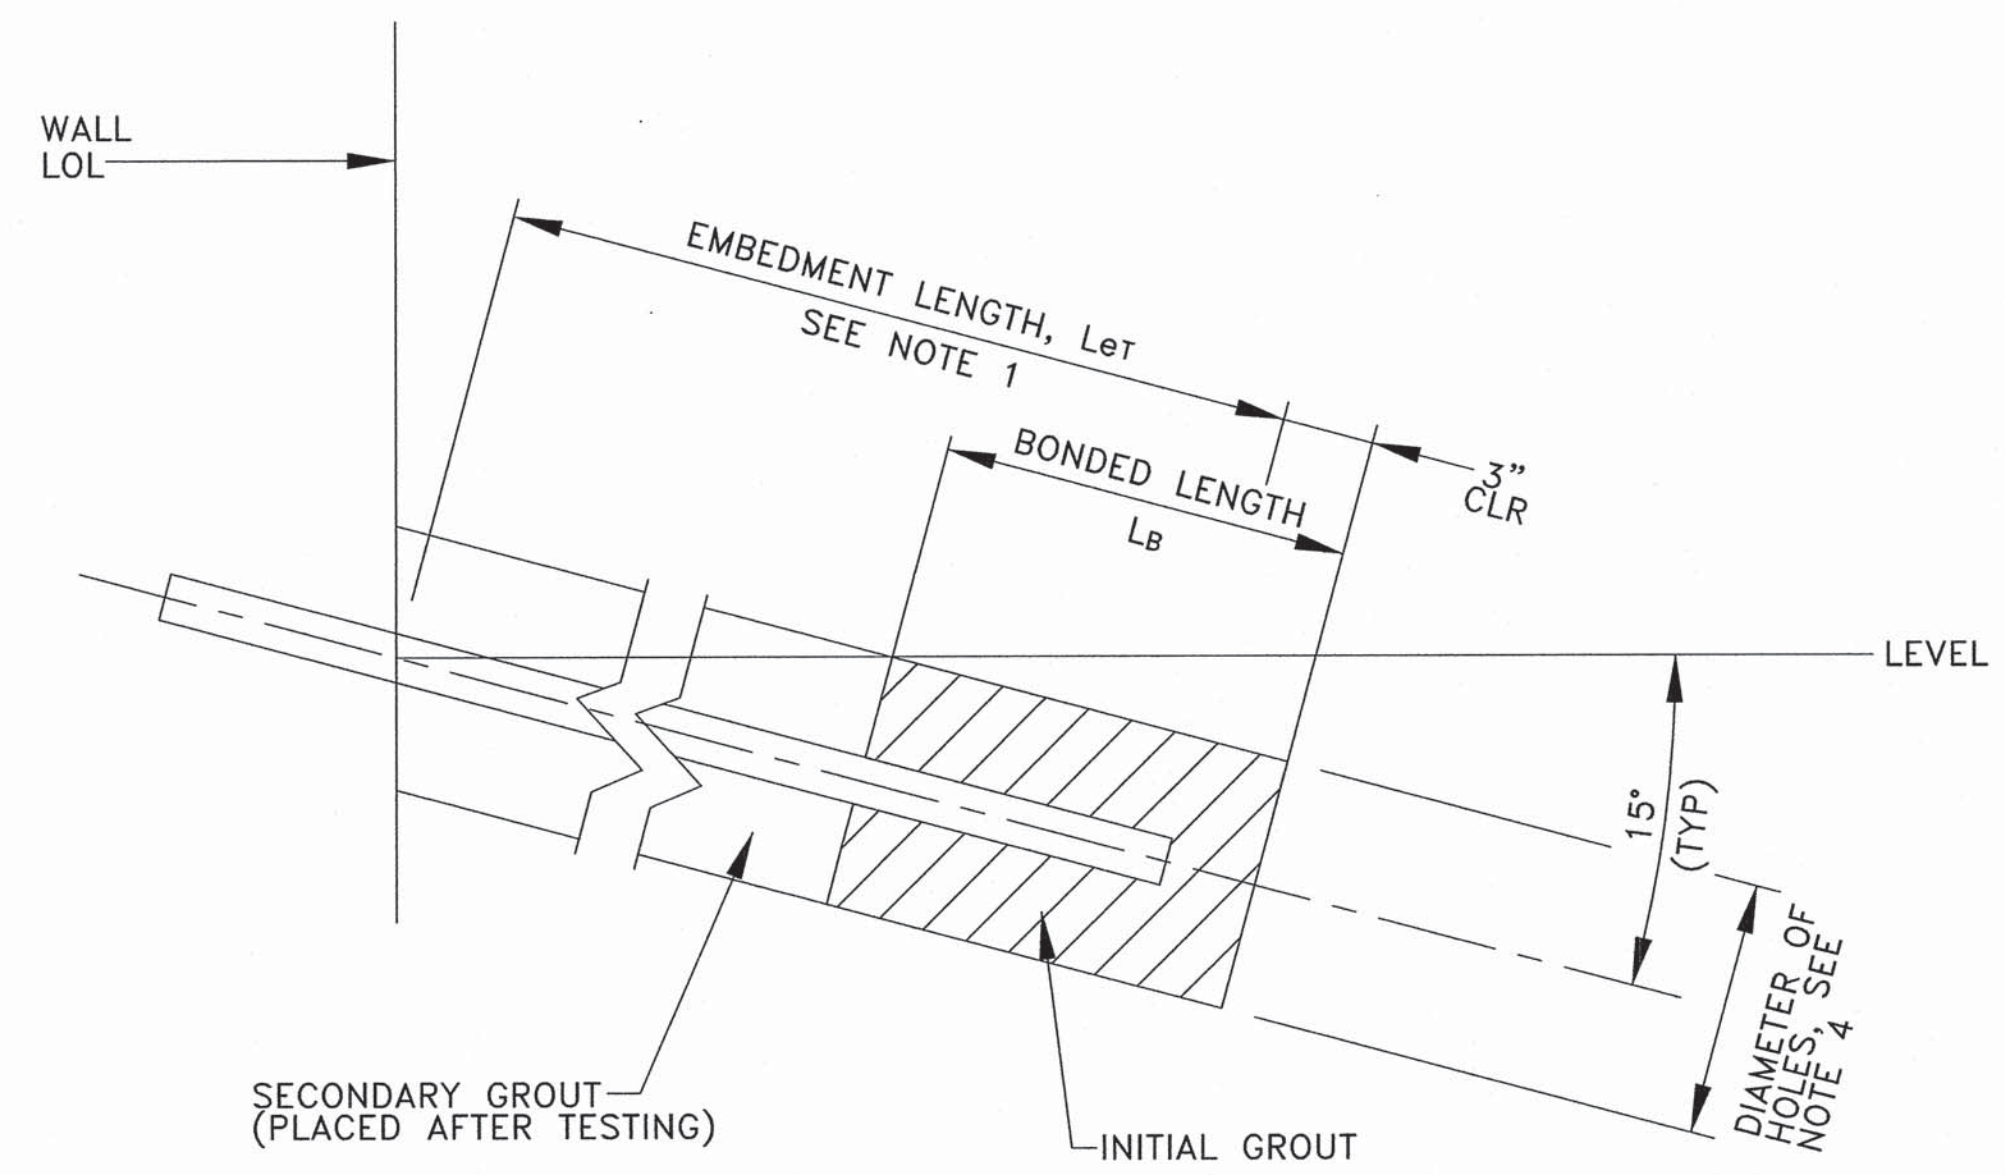 WALL
LOL
EMBEDMENT LENGTH, LeT
SEE NOTE 1
BONDED LENGTH
LB
3"
CLR
LEVEL
15°
(TYP)
DIAMETER OF
HOLES, SEE
NOTE 4
SECONDARY GROUT
(PLACED AFTER TESTING)
INITIAL GROUT